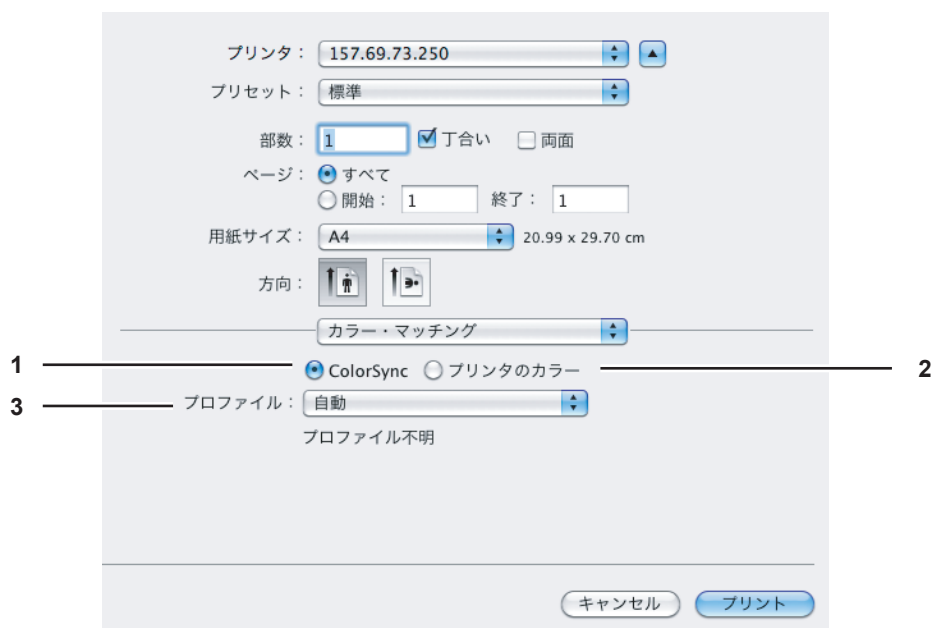 プリンタ： 157.69.73.250
プリセット： 標準
部数： 1 丁合い 両面
ページ： すべて
開始： 1 終了： 1
用紙サイズ： A4 20.99 x 29.70 cm
方向：
カラー・マッチング
1 ColorSync プリンタのカラー 2
3 プロファイル： 自動
プロファイル不明
キャンセル プリント